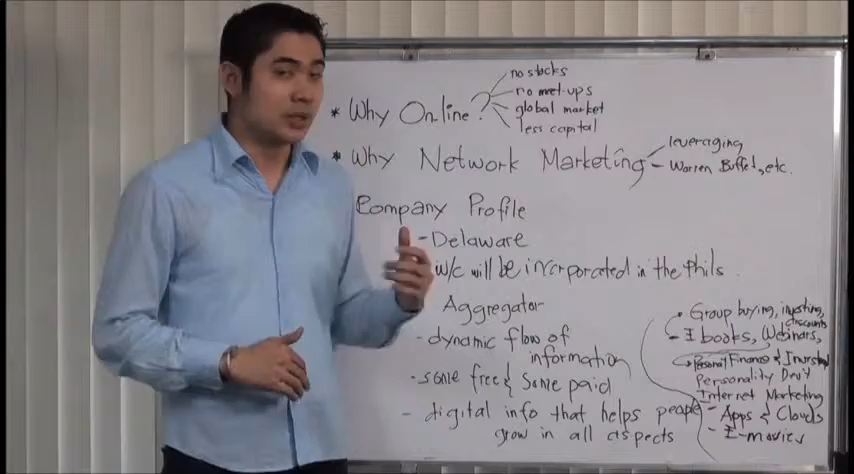 no stocks
* Why Online? no met-ups
global market
less capital
* Why Network Marketing leveraging
- Warren Buffet, etc.
Company Profile
- Delaware
w/c will be incorporated in the Phils.
Aggregator
- dynamic flow of
information
- some free & some paid
- digital info that helps people
grow in all aspects
• Group buying, investing,
discounts
- E books, Webinars,
Personal Finance &
Personality Dev't
Internet Marketing
- Apps & Clouds
- E-movies